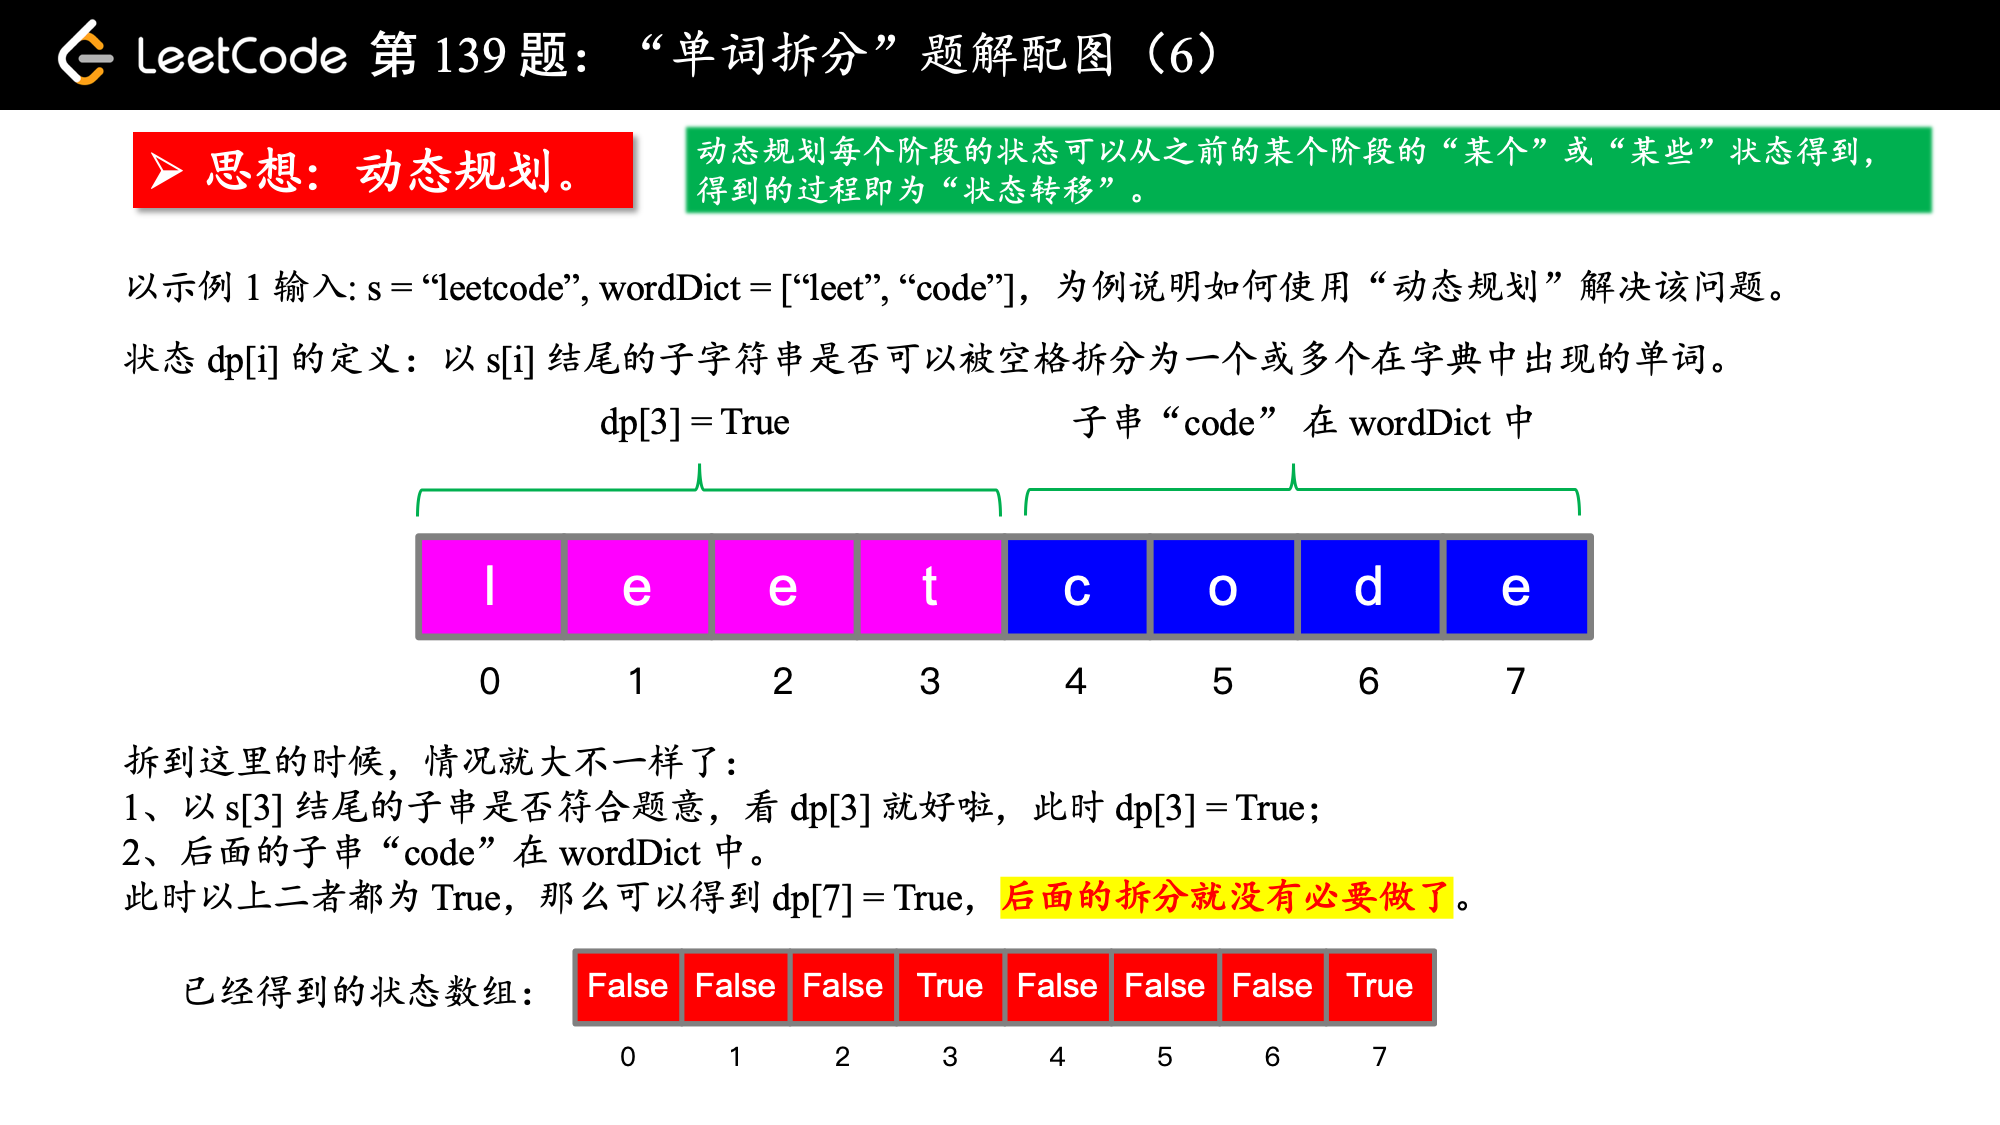 LeetCode 第 139 题：“单词拆分”题解配图（6）
➢ 思想：动态规划。
动态规划每个阶段的状态可以从之前的某个阶段的“某个”或“某些”状态得到，
得到的过程即为“状态转移”。
以示例 1 输入: s = “leetcode”, wordDict = [“leet”, “code”]，为例说明如何使用“动态规划”解决该问题。
状态 dp[i] 的定义：以 s[i] 结尾的子字符串是否可以被空格拆分为一个或多个在字典中出现的单词。
dp[3] = True 子串“code” 在 wordDict 中
l e e t c o d e
0 1 2 3 4 5 6 7
拆到这里的时候，情况就大不一样了：
1、以 s[3] 结尾的子串是否符合题意，看 dp[3] 就好啦，此时 dp[3] = True；
2、后面的子串“code”在 wordDict 中。
此时以上二者都为 True，那么可以得到 dp[7] = True，后面的拆分就没有必要做了。
已经得到的状态数组： False False False True False False False True
0 1 2 3 4 5 6 7